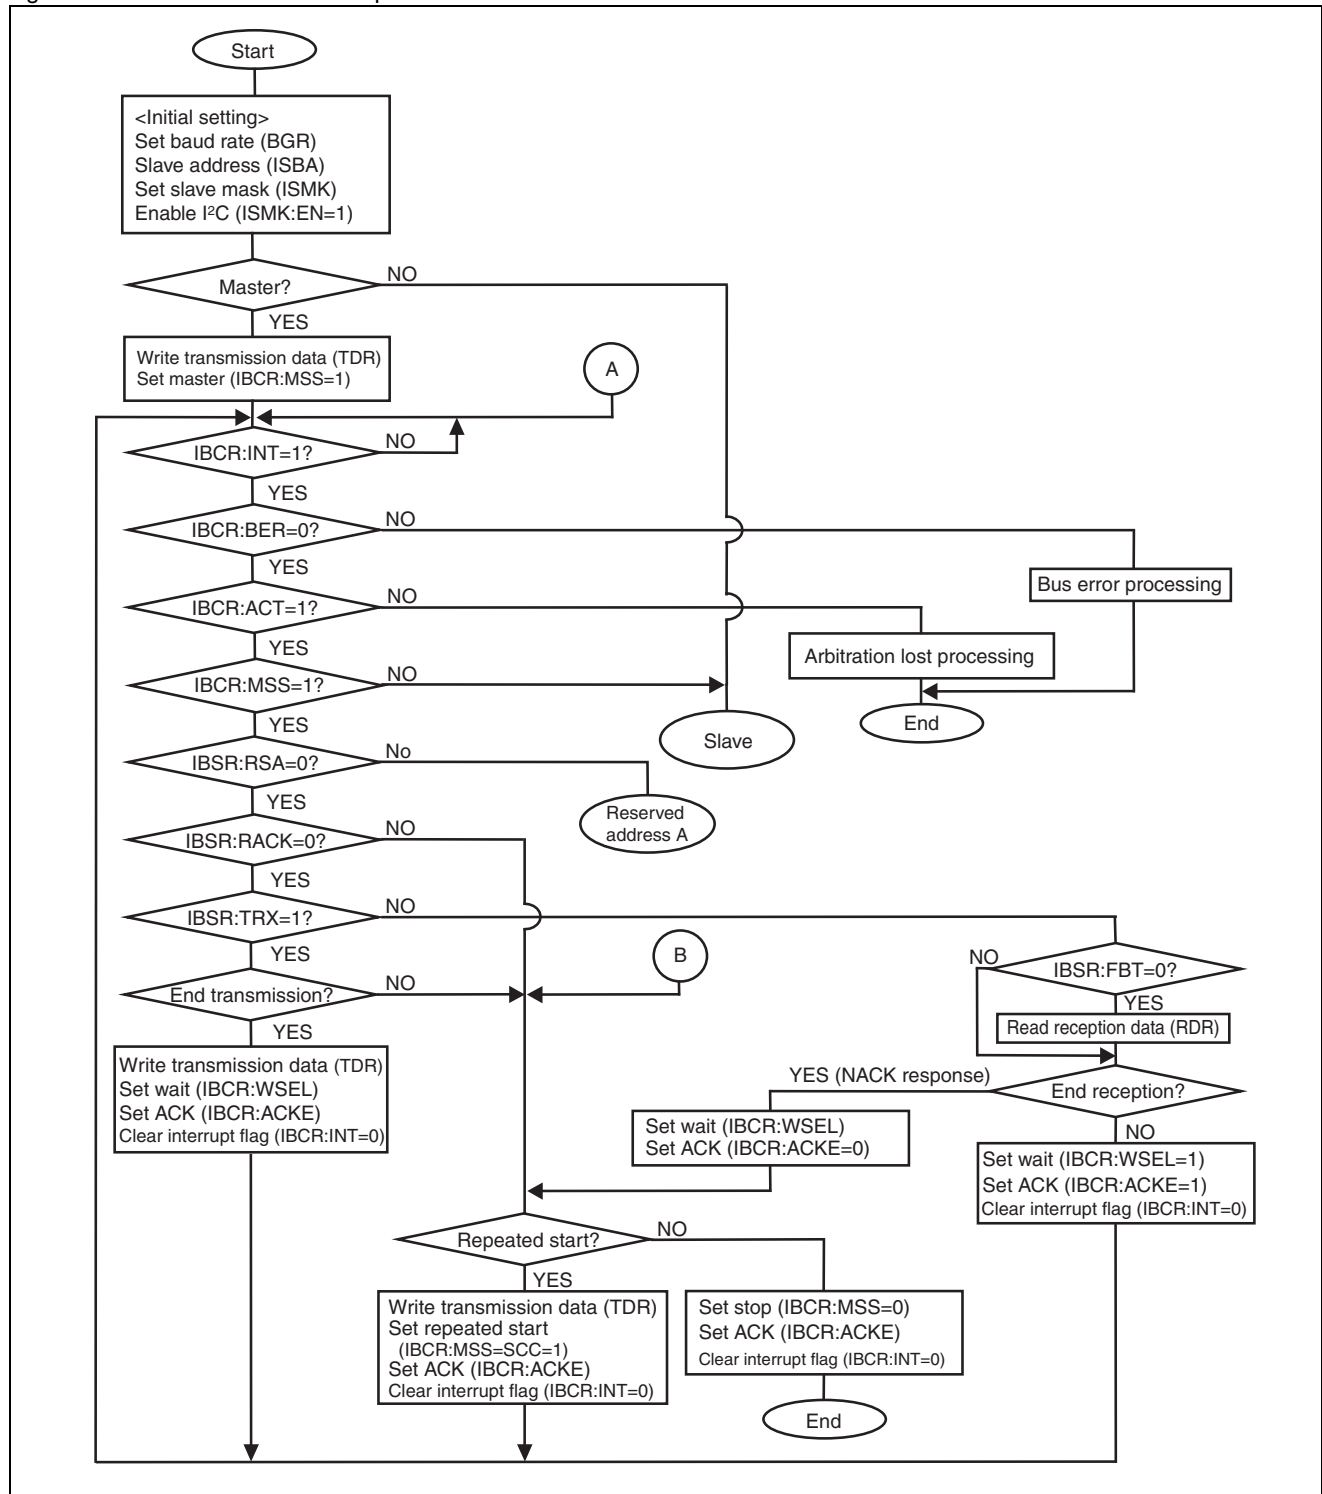 Start
<Initial setting>
Set baud rate (BGR)
Slave address (ISBA)
Set slave mask (ISMK)
Enable I²C (ISMK:EN=1)
Master?
NO
YES
Write transmission data (TDR)
Set master (IBCR:MSS=1)
A
IBCR:INT=1?
NO
YES
IBCR:BER=0?
NO
YES
Bus error processing
IBCR:ACT=1?
NO
YES
Arbitration lost processing
IBCR:MSS=1?
NO
YES
End
Slave
IBSR:RSA=0?
No
YES
Reserved
address A
IBSR:RACK=0?
NO
YES
IBSR:TRX=1?
NO
YES
B
NO
IBSR:FBT=0?
YES
End transmission?
NO
YES
Read reception data (RDR)
Write transmission data (TDR)
Set wait (IBCR:WSEL)
Set ACK (IBCR:ACKE)
Clear interrupt flag (IBCR:INT=0)
YES (NACK response)
End reception?
NO
Set wait (IBCR:WSEL)
Set ACK (IBCR:ACKE=0)
Set wait (IBCR:WSEL=1)
Set ACK (IBCR:ACKE=1)
Clear interrupt flag (IBCR:INT=0)
Repeated start?
NO
YES
Write transmission data (TDR)
Set repeated start
(IBCR:MSS=SCC=1)
Set ACK (IBCR:ACKE)
Clear interrupt flag (IBCR:INT=0)
Set stop (IBCR:MSS=0)
Set ACK (IBCR:ACKE)
Clear interrupt flag (IBCR:INT=0)
End